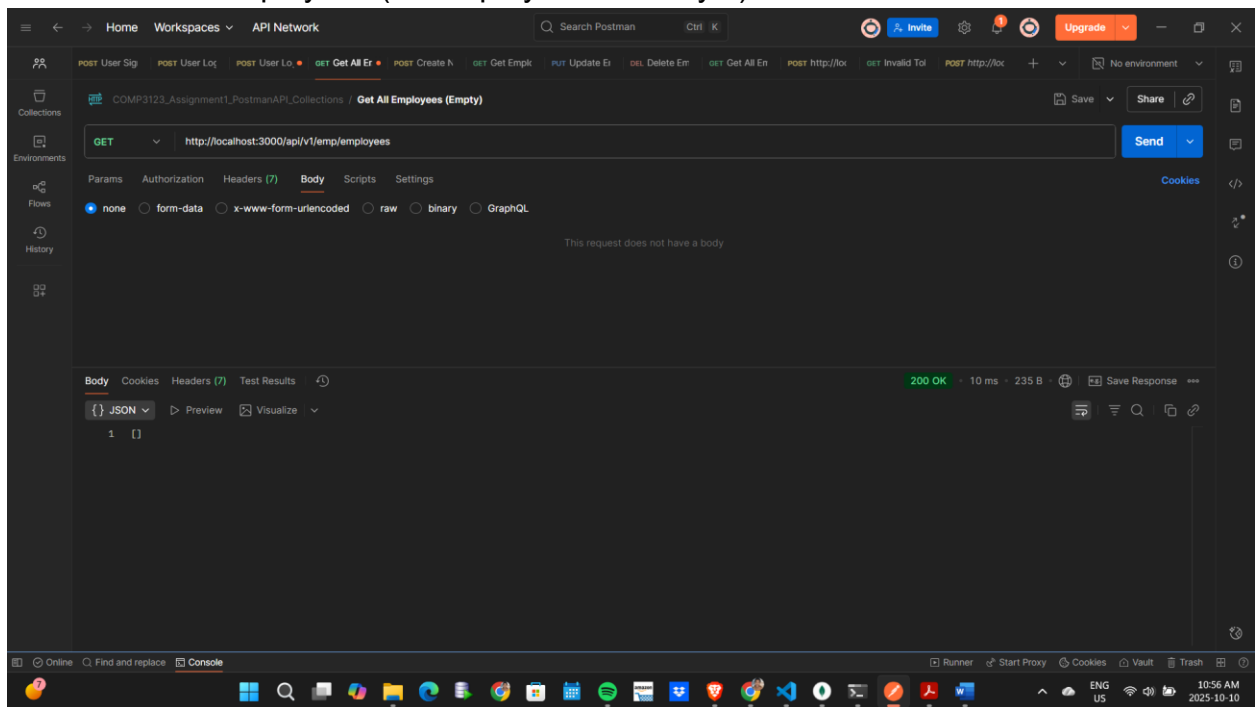 Home Workspaces API Network Search Postman Ctrl K Invite Upgrade
POST User Sig POST User Log POST User Lo GET Get All Er POST Create N GET Get Emplo PUT Update Er DEL Delete Em GET Get All En POST http://loc GET Invalid Tol POST http://loc No environment
COMP3123_Assignment1_PostmanAPI_Collections / Get All Employees (Empty) Save Share
GET http://localhost:3000/api/v1/emp/employees Send
Collections
Environments
Flows
History
Params Authorization Headers (7) Body Scripts Settings Cookies
none form-data x-www-form-urlencoded raw binary GraphQL
This request does not have a body
Body Cookies Headers (7) Test Results 200 OK 10 ms 235 B Save Response
{} JSON Preview Visualize
1 []
Online Find and replace Console Runner Start Proxy Cookies Vault Trash
7 ENG 10:56 AM
US 2025-10-10